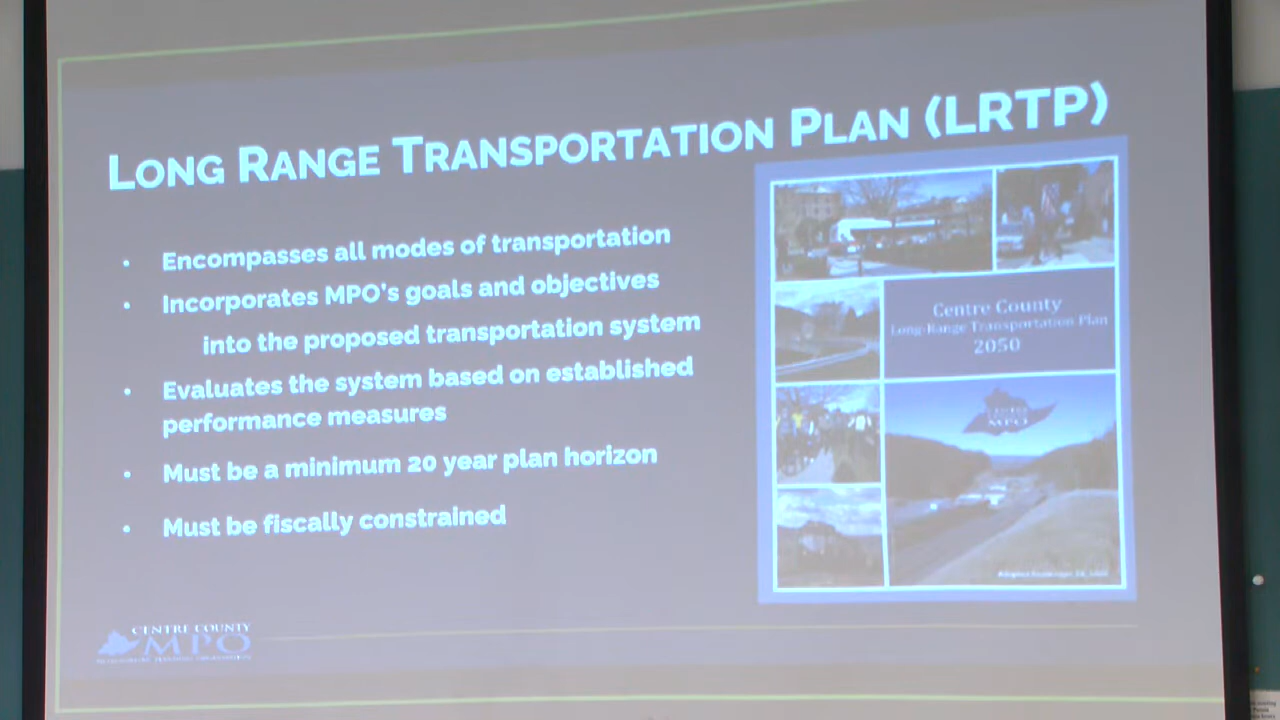 LONG RANGE TRANSPORTATION PLAN (LRTP)
• Encompasses all modes of transportation
• Incorporates MPO's goals and objectives
into the proposed transportation system
• Evaluates the system based on established
performance measures
• Must be a minimum 20 year plan horizon
• Must be fiscally constrained
Centre County
Long-Range Transportation Plan
2050
CENTRE COUNTY
MPO
CENTRE COUNTY
MPO